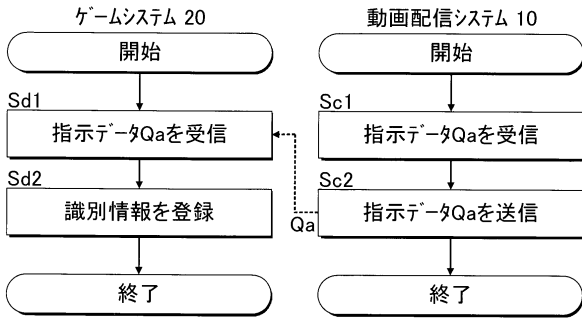 ゲームシステム 20
開始
Sd1
指示データQaを受信
Sd2
識別情報を登録
終了
動画配信システム 10
開始
Sc1
指示データQaを受信
Sc2
指示データQaを送信
Qa
終了